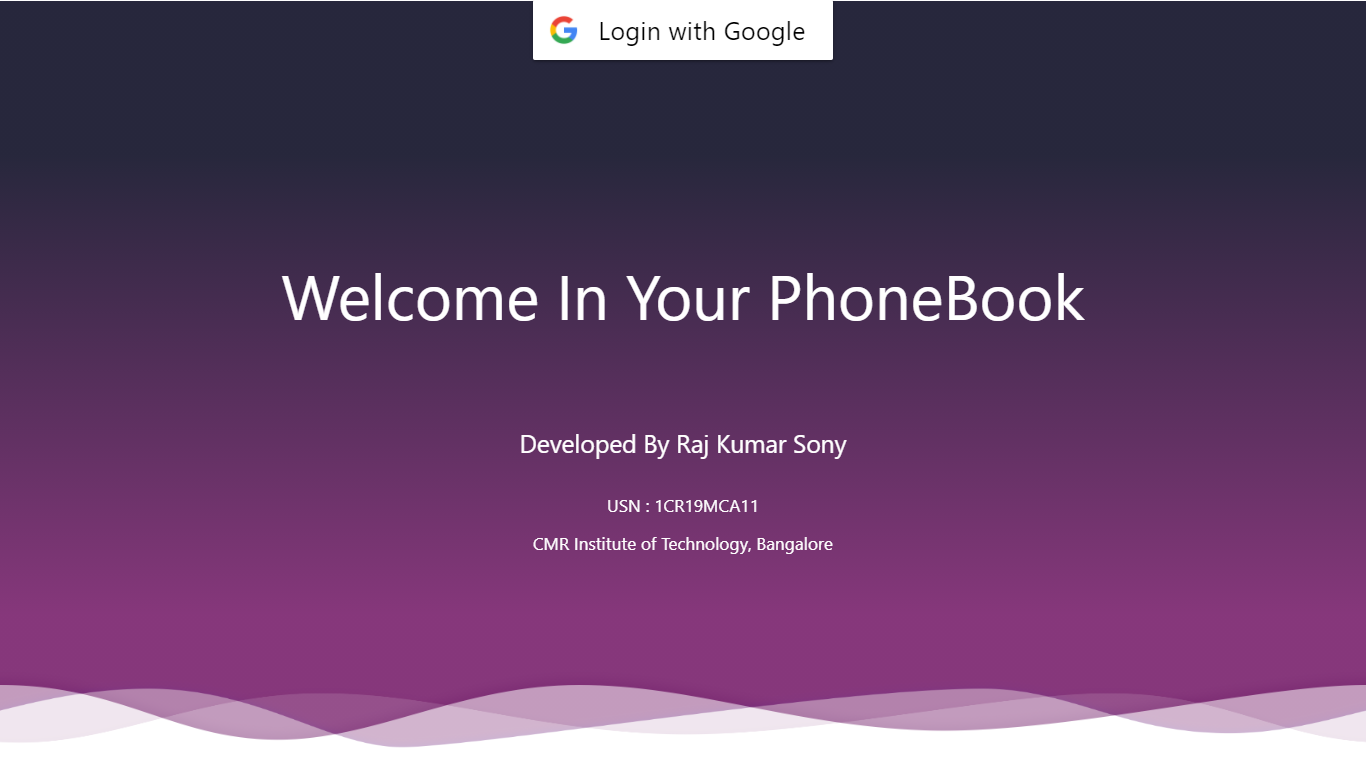 Login with Google
Welcome In Your PhoneBook
Developed By Raj Kumar Sony
USN : 1CR19MCA11
CMR Institute of Technology, Bangalore